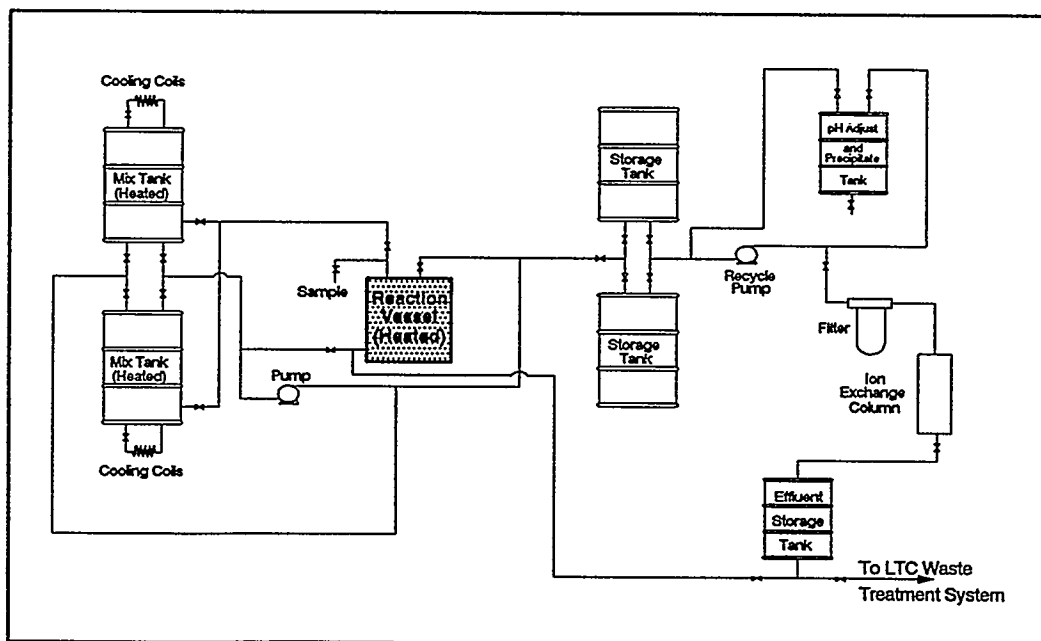 Cooling Coils
Mix Tank
(Heated)
Sample
Reaction
Vessel
(Heated)
Mix Tank
(Heated)
Pump
Cooling Coils
Storage
Tank
Storage
Tank
pH Adjust
and
Precipitate
Tank
Recycle
Pump
Filter
Ion
Exchange
Column
Effluent
Storage
Tank
To LTC Waste
Treatment System